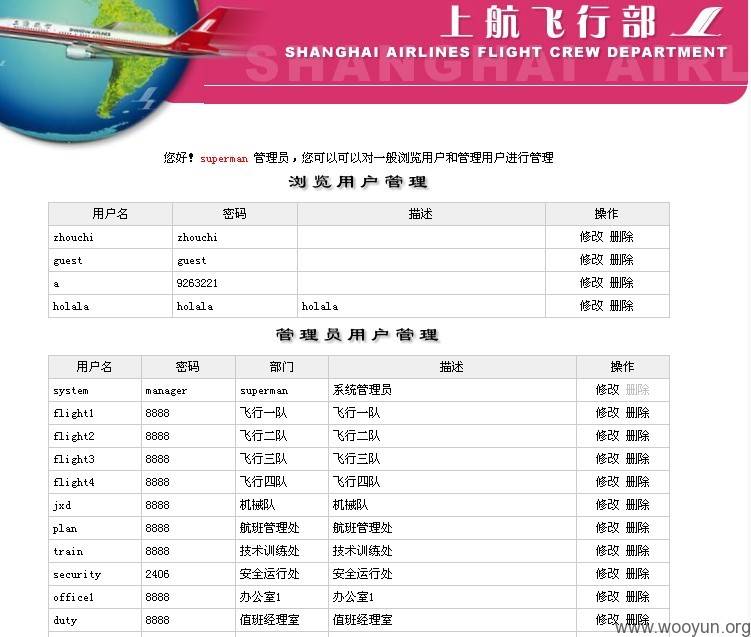 上航飞行部
SHANGHAI AIRLINES FLIGHT CREW DEPARTMENT
SHANGHAI AIRL
您好！superman 管理员，您可以可以对一般浏览用户和管理用户进行管理
浏览用户管理
用户名 密码 描述 操作
zhouchi zhouchi 修改 删除
guest guest 修改 删除
a 9263221 修改 删除
holala holala holala 修改 删除
管理员用户管理
用户名 密码 部门 描述 操作
system manager superman 系统管理员 修改 删除
flight1 8888 飞行一队 飞行一队 修改 删除
flight2 8888 飞行二队 飞行二队 修改 删除
flight3 8888 飞行三队 飞行三队 修改 删除
flight4 8888 飞行四队 飞行四队 修改 删除
jxd 8888 机械队 机械队 修改 删除
plan 8888 航班管理处 航班管理处 修改 删除
train 8888 技术训练处 技术训练处 修改 删除
security 2406 安全运行处 安全运行处 修改 删除
office1 8888 办公室1 办公室1 修改 删除
duty 8888 值班经理室 值班经理室 修改 删除
www.wooyun.org